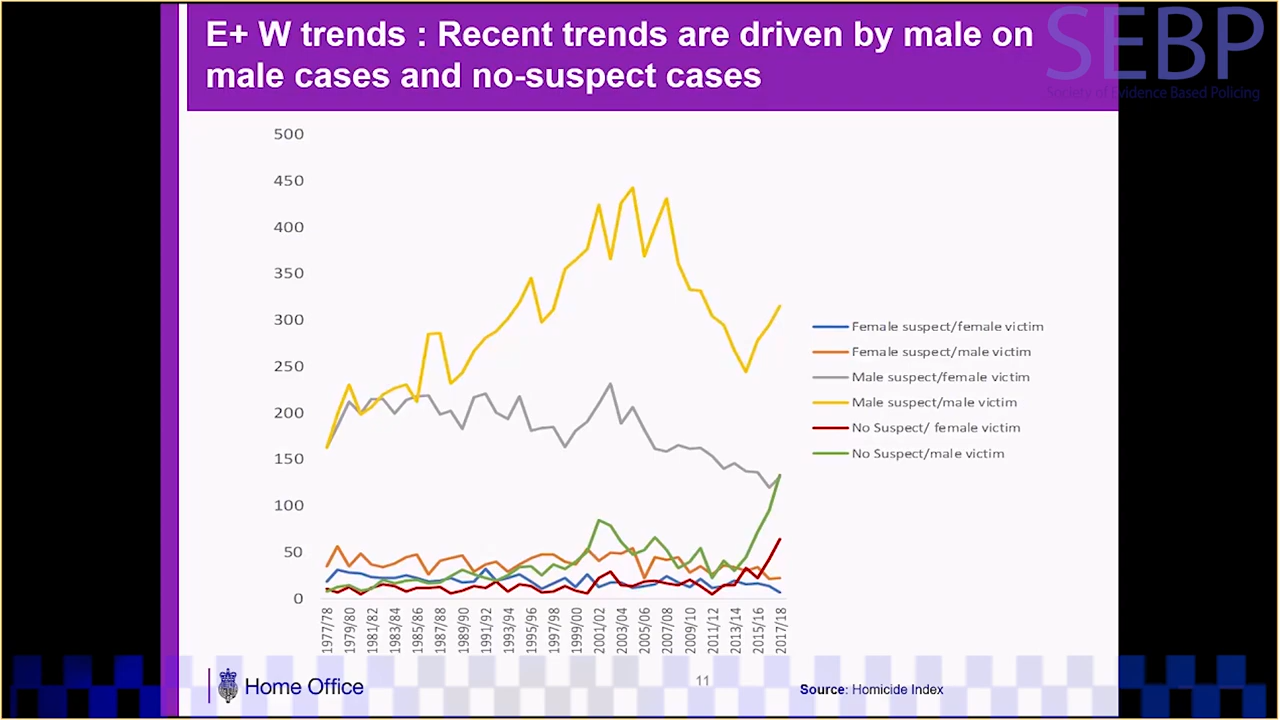 E+ W trends : Recent trends are driven by male on
male cases and no-suspect cases
SEBP
Society of Evidence Based Policing
500
450
400
350
300
250
200
150
100
50
0
Female suspect/female victim
Female suspect/male victim
Male suspect/female victim
Male suspect/male victim
No Suspect/ female victim
No Suspect/male victim
1977/78
1979/80
1981/82
1983/84
1985/86
1987/88
1989/90
1991/92
1993/94
1995/96
1997/98
1999/00
2001/02
2003/04
2005/06
2007/08
2009/10
2011/12
2013/14
2015/16
2017/18
Home Office
11
Source: Homicide Index